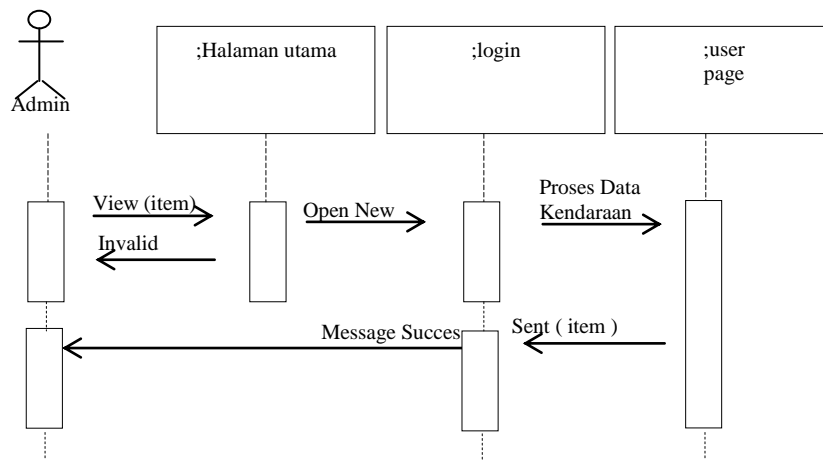 ;Halaman utama
;login
;user
page
Admin
View (item)
Open New
Proses Data
Kendaraan
Invalid
Message Succes
Sent ( item )